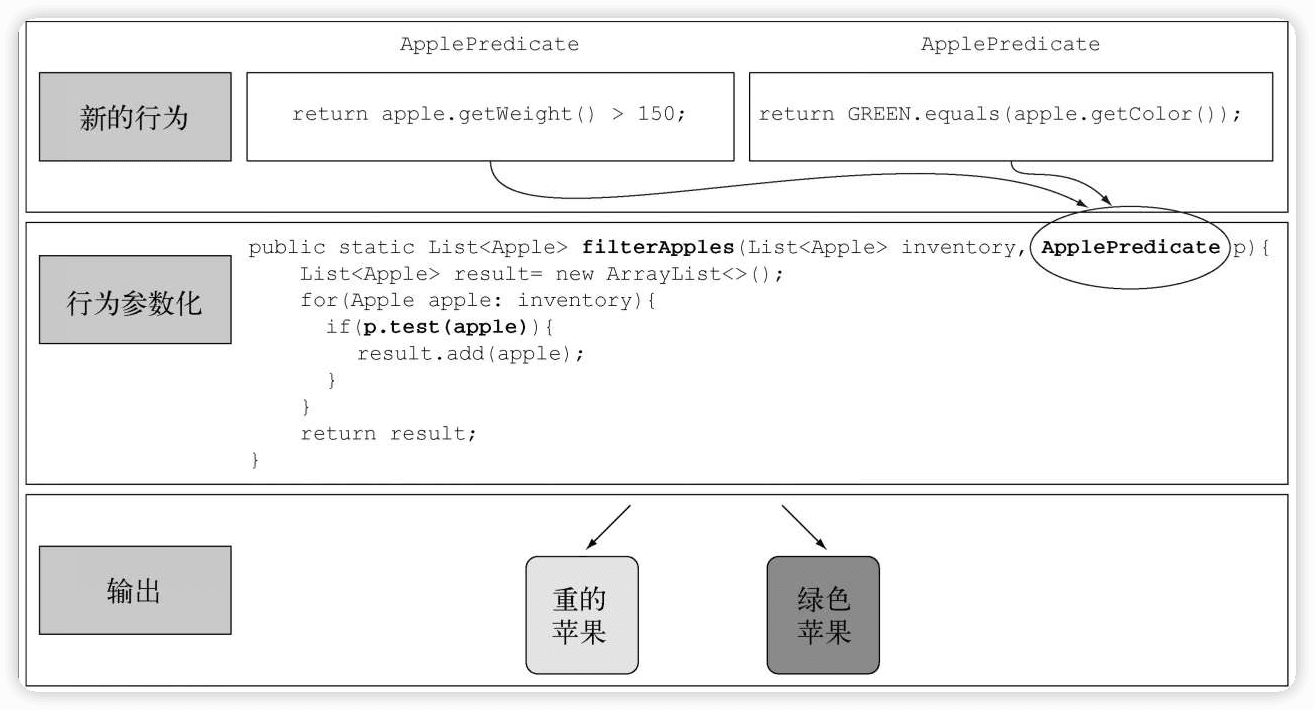 ApplePredicate
ApplePredicate
新的行为
return apple.getWeight() > 150;
return GREEN.equals(apple.getColor());
行为参数化
public static List<Apple> filterApples(List<Apple> inventory, ApplePredicate p){
List<Apple> result= new ArrayList<>();
for(Apple apple: inventory){
if(p.test(apple)){
result.add(apple);
}
}
return result;
}
输出
重的
苹果
绿色
苹果